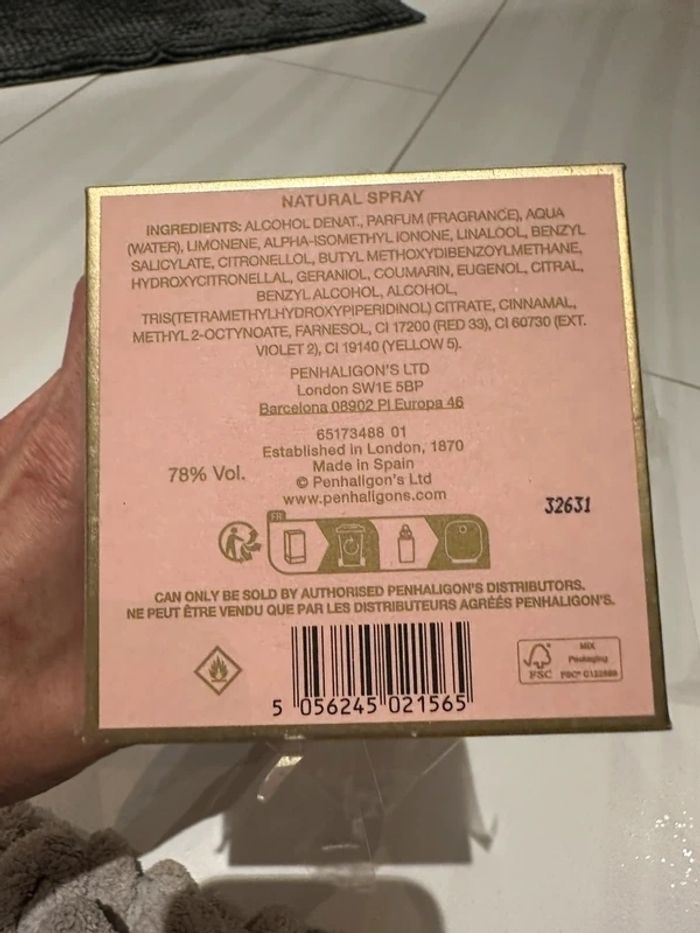 NATURAL SPRAY
INGREDIENTS: ALCOHOL DENAT., PARFUM (FRAGRANCE), AQUA
(WATER), LIMONENE, ALPHA-ISOMETHYL IONONE, LINALOOL, BENZYL
SALICYLATE, CITRONELLOL, BUTYL METHOXYDIBENZOYLMETHANE,
HYDROXYCITRONELLAL, GERANIOL, COUMARIN, EUGENOL, CITRAL,
BENZYL ALCOHOL, ALCOHOL,
TRIS(TETRAMETHYLHYDROXYPIPERIDINOL) CITRATE, CINNAMAL,
METHYL 2-OCTYNOATE, FARNESOL, CI 17200 (RED 33), CI 60730 (EXT.
VIOLET 2), CI 19140 (YELLOW 5).
PENHALIGON'S LTD
London SW1E 5BP
Barcelona 08902 Pl Europa 46
65173488 01
Established in London, 1870
Made in Spain
78% Vol.
© Penhaligon's Ltd
www.penhaligons.com
32631
FR
CAN ONLY BE SOLD BY AUTHORISED PENHALIGON'S DISTRIBUTORS.
NE PEUT ÊTRE VENDU QUE PAR LES DISTRIBUTEURS AGRÉÉS PENHALIGON'S.
MIX
Packaging
FSC FSC®
5 056245 021565